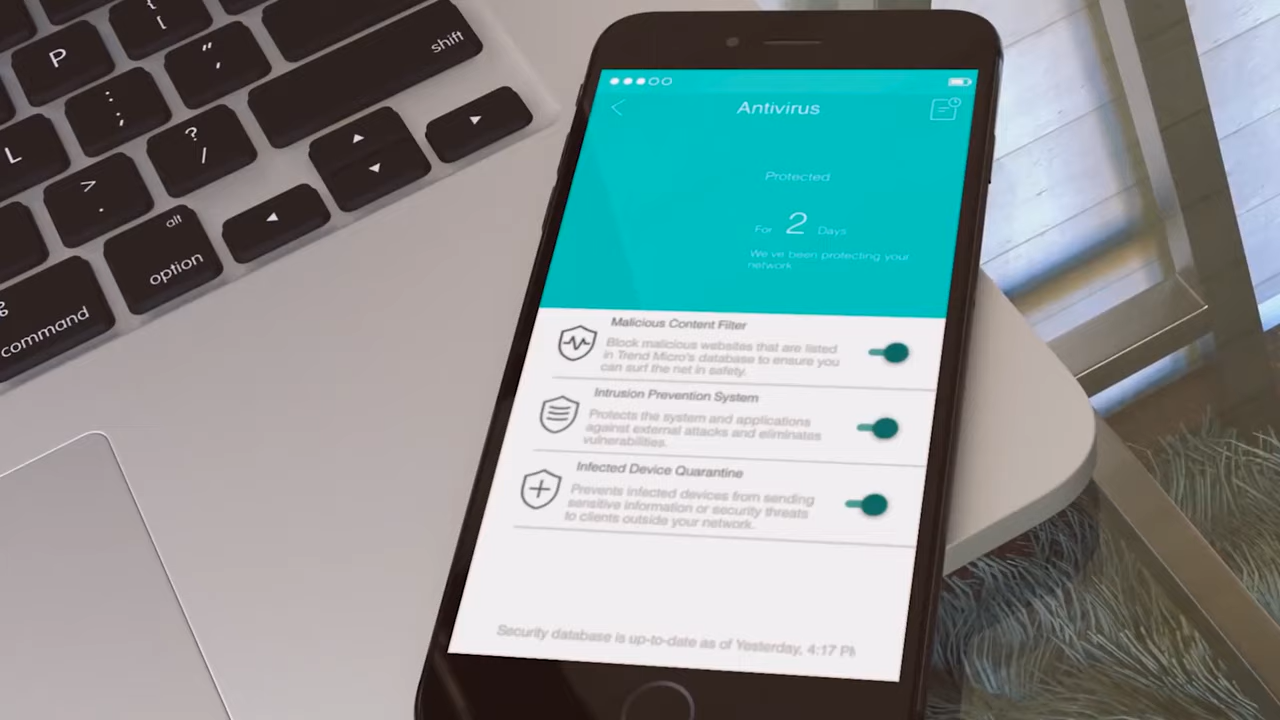 P
{
[
"
'
shift
:
;
L
?
/
>
.
alt
option
command
Antivirus
Protected
For 2 Days
We ve been protecting your
network
Malicious Content Filter
Block malicious websites that are listed
in Trend Micro's database to ensure you
can surf the net in safety.
Intrusion Prevention System
Protects the system and applications
against external attacks and eliminates
vulnerabilities.
Infected Device Quarantine
Prevents infected devices from sending
sensitive information or security threats
to clients outside your network.
Security database is up-to-date as of Yesterday, 4:17 PM